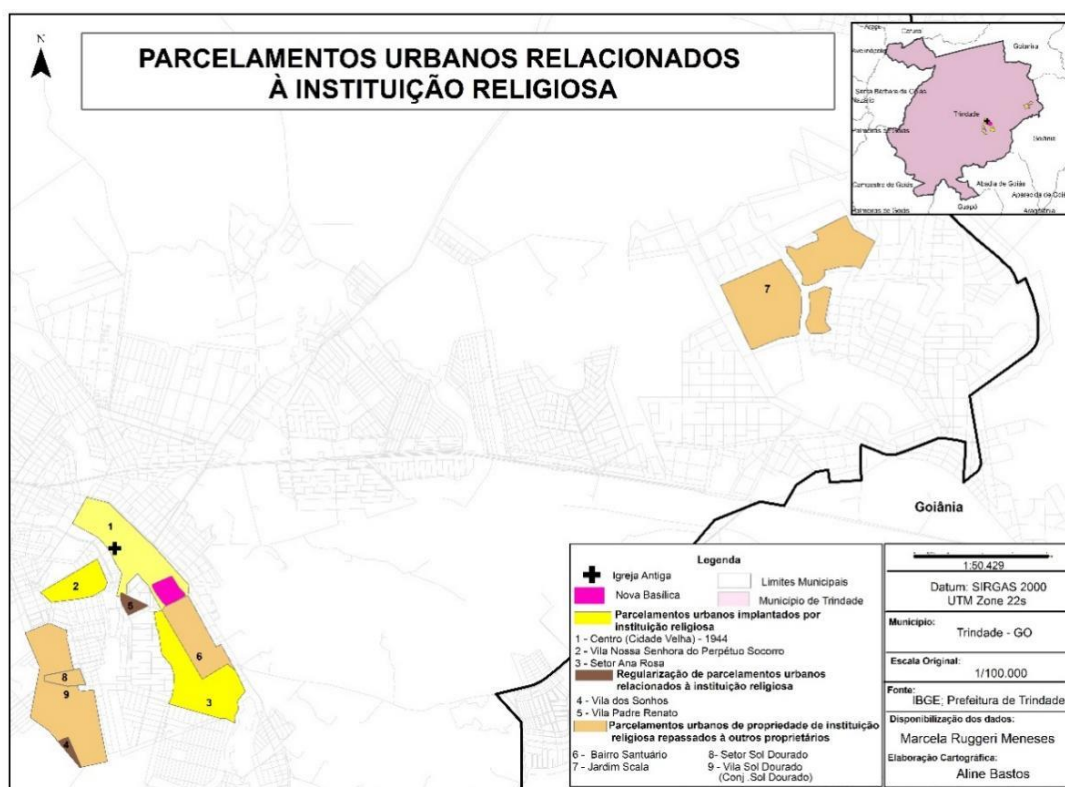 PARCELAMENTOS URBANOS RELACIONADOS
À INSTITUIÇÃO RELIGIOSA
N
Goianira
Trindade
Goiânia
Abadia de Goiás
Guapó
7
1
2
5
6
3
8
9
4
Goiânia
Legenda
Igreja Antiga
Nova Basílica
Limites Municipais
Município de Trindade
Parcelamentos urbanos implantados por
instituição religiosa
1 - Centro (Cidade Velha) - 1944
2 - Vila Nossa Senhora do Perpétuo Socorro
3 - Setor Ana Rosa
Regularização de parcelamentos urbanos
relacionados à instituição religiosa
4 - Vila dos Sonhos
5 - Vila Padre Renato
Parcelamentos urbanos de propriedade de instituição
religiosa repassados à outros proprietários
6 - Bairro Santuário
7 - Jardim Scala
8- Setor Sol Dourado
9 - Vila Sol Dourado
(Conj .Sol Dourado)
1:50.429
Datum: SIRGAS 2000
UTM Zone 22s
Município:
Trindade - GO
Escala Original:
1/100.000
Fonte:
IBGE; Prefeitura de Trindade
Disponibilização dos dados:
Marcela Ruggeri Meneses
Elaboração Cartográfica:
Aline Bastos